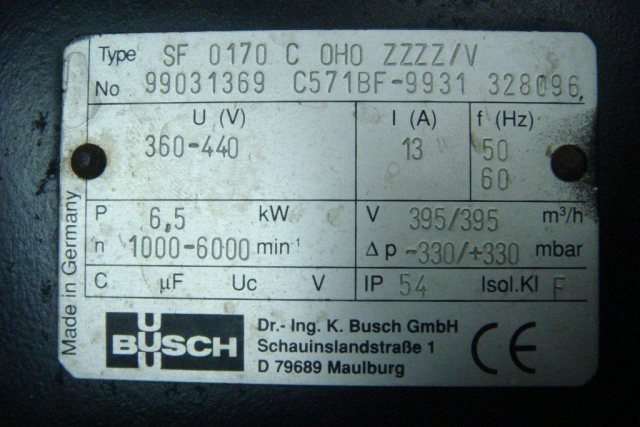 Type SF 0170 C 0H0 ZZZZ/V
No 99031369 C571BF-9931 328096,
U (V) I (A) f (Hz)
360-440 13 50
60
P 6,5 kW V 395/395 m³/h
n 1000-6000 min⁻¹ Δp -330/+330 mbar
C µF Uc V IP 54 Isol.Kl F
Made in Germany
BUSCH
Dr.- Ing. K. Busch GmbH
Schauinslandstraße 1
D 79689 Maulburg
CE